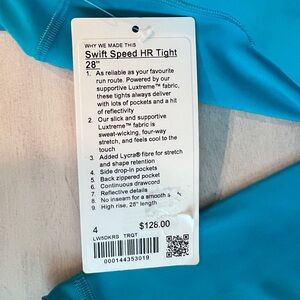 WHY WE MADE THIS
Swift Speed HR Tight
28"
1. As reliable as your favourite
run route. Powered by our
supportive Luxtreme™ fabric,
these tights always deliver
with lots of pockets and a hit
of reflectivity
2. Our slick and supportive
Luxtreme™ fabric is
sweat-wicking, four-way
stretch, and feels cool to the
touch
3. Added Lycra® fibre for stretch
and shape retention
4. Side drop-in pockets
5. Back zippered pocket
6. Continuous drawcord
7. Reflective details
8. No inseam for a smooth
9. High rise, 28" length
4
$128.00
LW5DKRS TRQT
000144353019